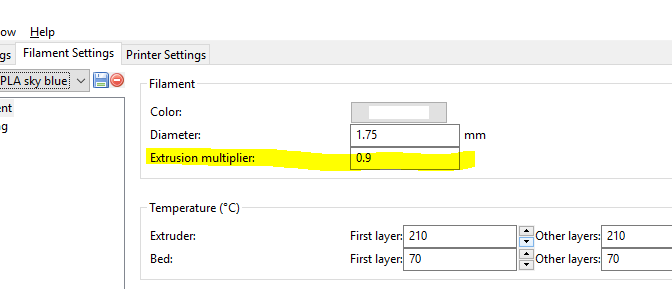 ow Help
gs Filament Settings Printer Settings
PLA sky blue
ent
g
Filament
Color:
Diameter: 1.75 mm
Extrusion multiplier: 0.9
Temperature (°C)
Extruder: First layer: 210 Other layers: 210
Bed: First layer: 70 Other layers: 70